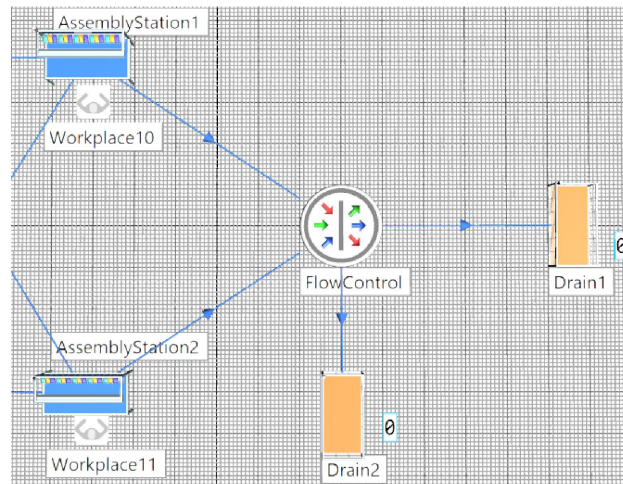 AssemblyStation1
Workplace10
FlowControl
Drain1
0
AssemblyStation2
Workplace11
Drain2
0